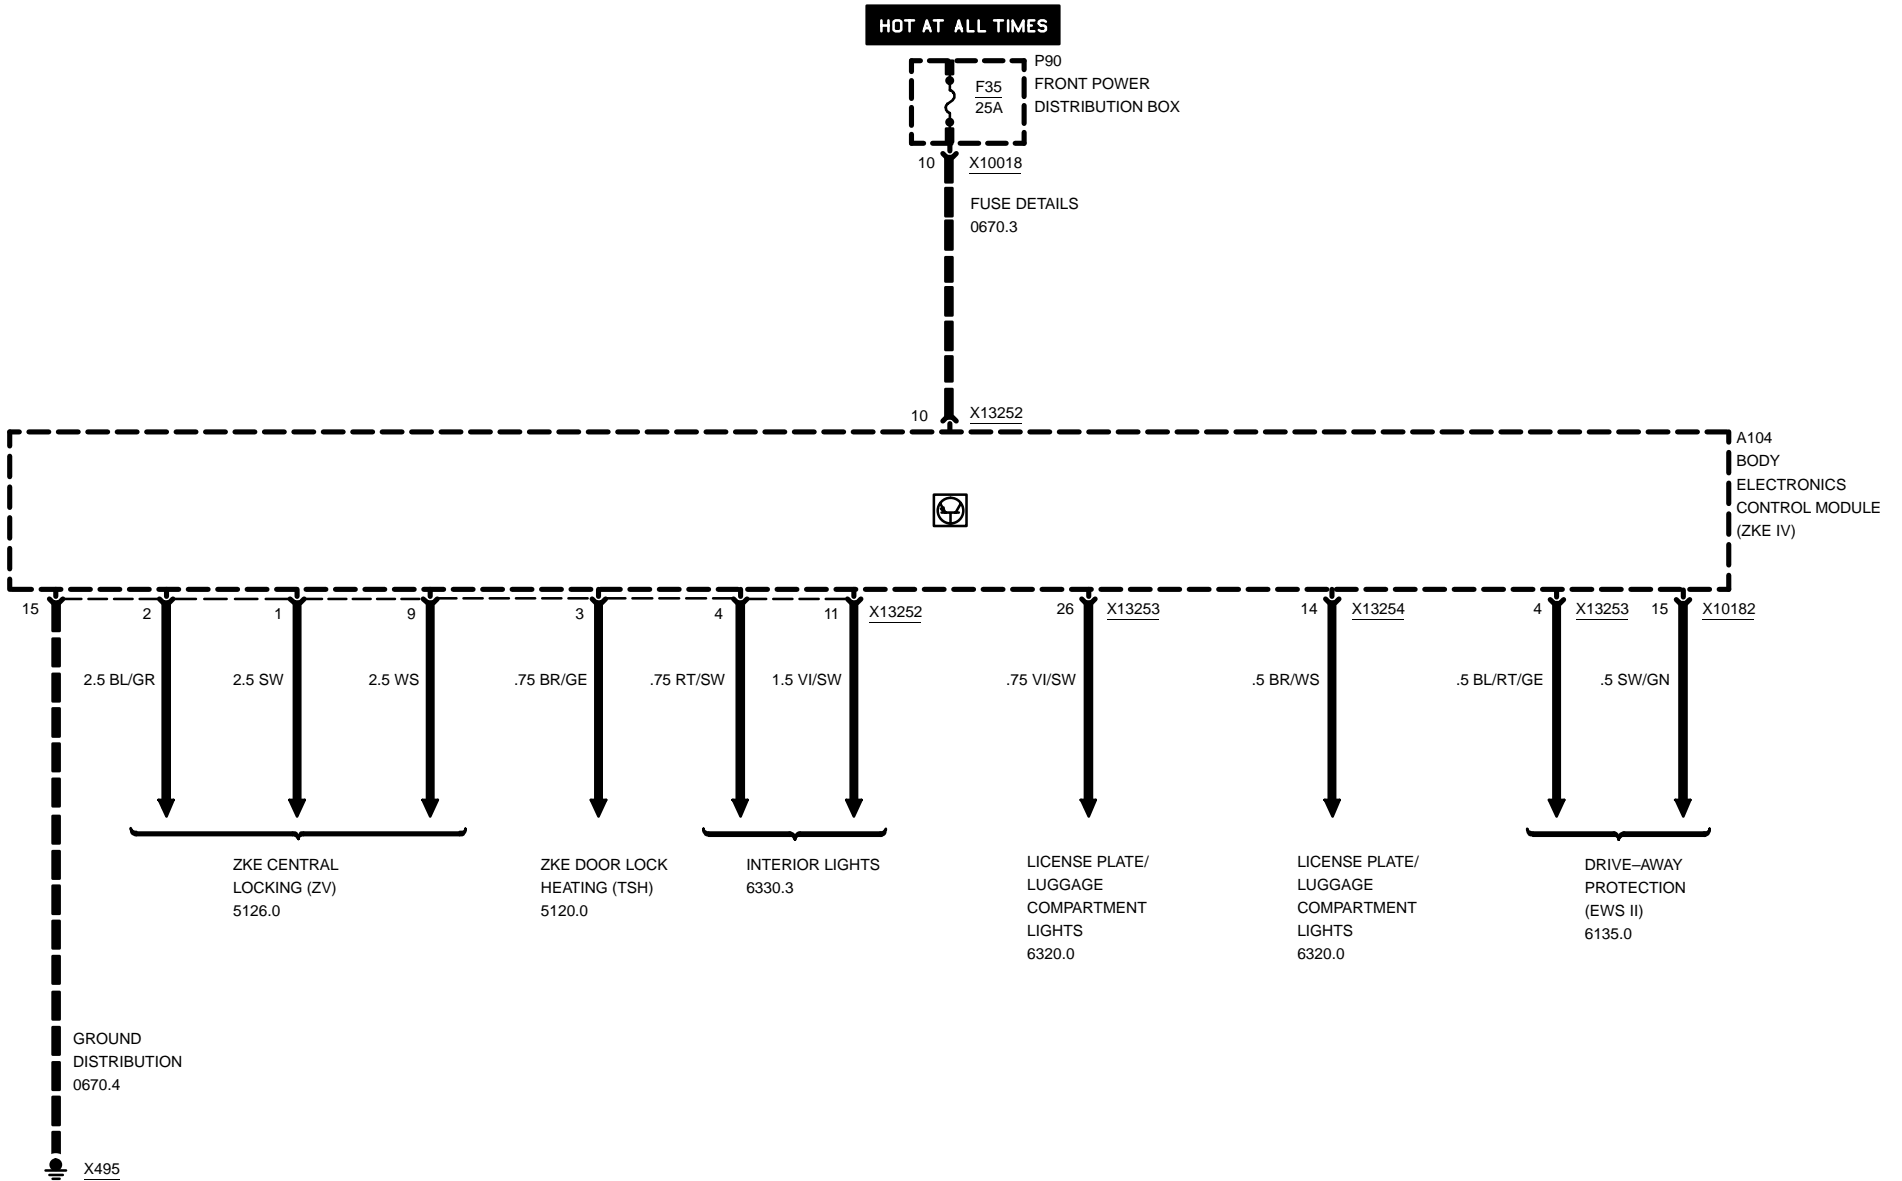 HOT AT ALL TIMES
P90
FRONT POWER
DISTRIBUTION BOX
F35
25A
10 X10018
FUSE DETAILS
0670.3
10 X13252
A104
BODY
ELECTRONICS
CONTROL MODULE
(ZKE IV)
15 2 1 9 3 4 11 X13252 26 X13253 14 X13254 4 X13253 15 X10182
2.5 BL/GR 2.5 SW 2.5 WS .75 BR/GE .75 RT/SW 1.5 VI/SW .75 VI/SW .5 BR/WS .5 BL/RT/GE .5 SW/GN
ZKE CENTRAL
LOCKING (ZV)
5126.0
ZKE DOOR LOCK
HEATING (TSH)
5120.0
INTERIOR LIGHTS
6330.3
LICENSE PLATE/
LUGGAGE
COMPARTMENT
LIGHTS
6320.0
LICENSE PLATE/
LUGGAGE
COMPARTMENT
LIGHTS
6320.0
DRIVE–AWAY
PROTECTION
(EWS II)
6135.0
GROUND
DISTRIBUTION
0670.4
X495